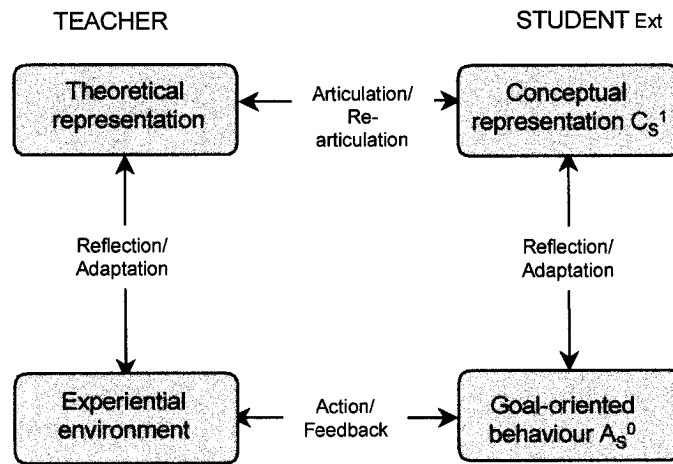 TEACHER
STUDENT Ext
Theoretical
representation
Articulation/
Re-
articulation
Conceptual
representation C_S^1
Reflection/
Adaptation
Reflection/
Adaptation
Experiential
environment
Action/
Feedback
Goal-oriented
behaviour A_S^0